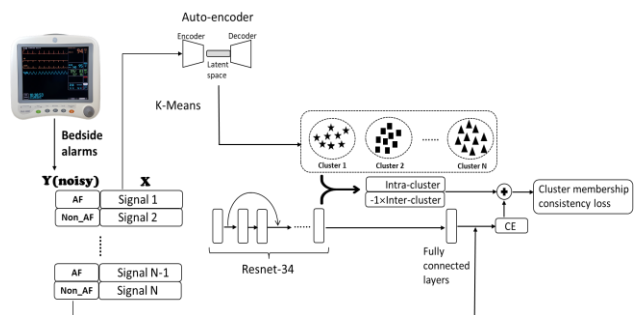 Auto-encoder
Encoder
Decoder
Latent
space
K-Means
Bedside
alarms
Cluster 1
Cluster 2
......
Cluster N
Y(noisy)
X
AF
Signal 1
Non_AF
Signal 2
AF
Signal N-1
Non_AF
Signal N
Intra-cluster
-1×Inter-cluster
Resnet-34
Fully
connected
layers
+
CE
Cluster membership
consistency loss